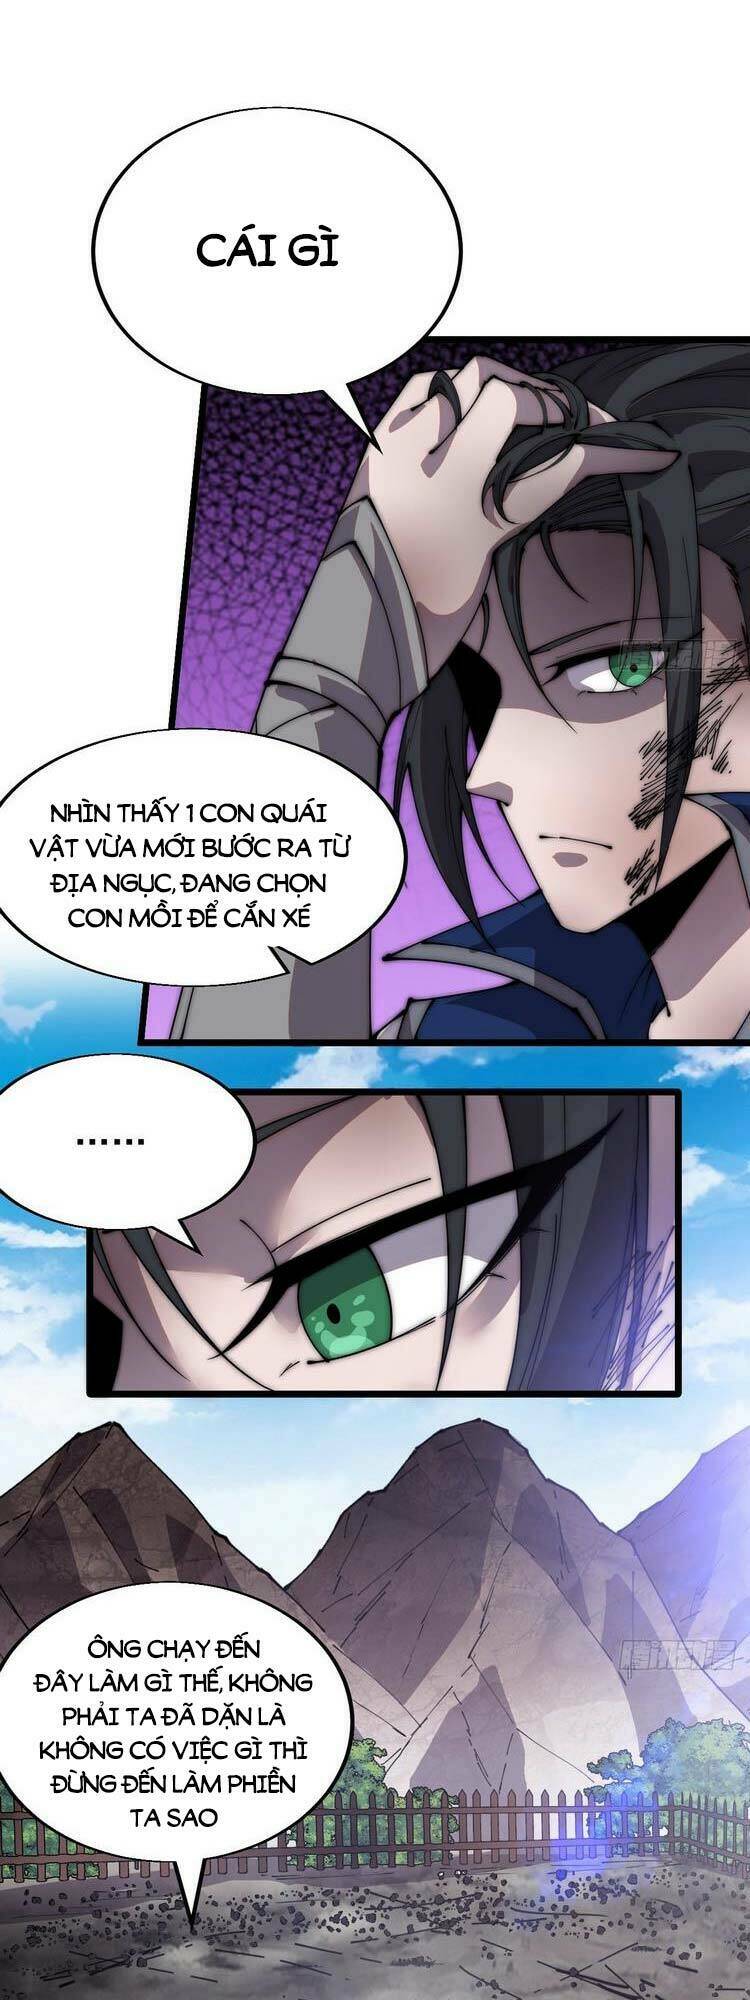 CÁI GÌ
NHÌN THẤY 1 CON QUÁI
VẬT VỪA MỚI BƯỚC RA TỪ
ĐỊA NGỤC, ĐANG CHỌN
CON MỒI ĐỂ CẮN XÉ
......
ÔNG CHẠY ĐẾN
ĐÂY LÀM GÌ THẾ, KHÔNG
PHẢI TA ĐÃ DẶN LÀ
KHÔNG CÓ VIỆC GÌ THÌ
ĐỪNG ĐẾN LÀM PHIỀN
TA SAO